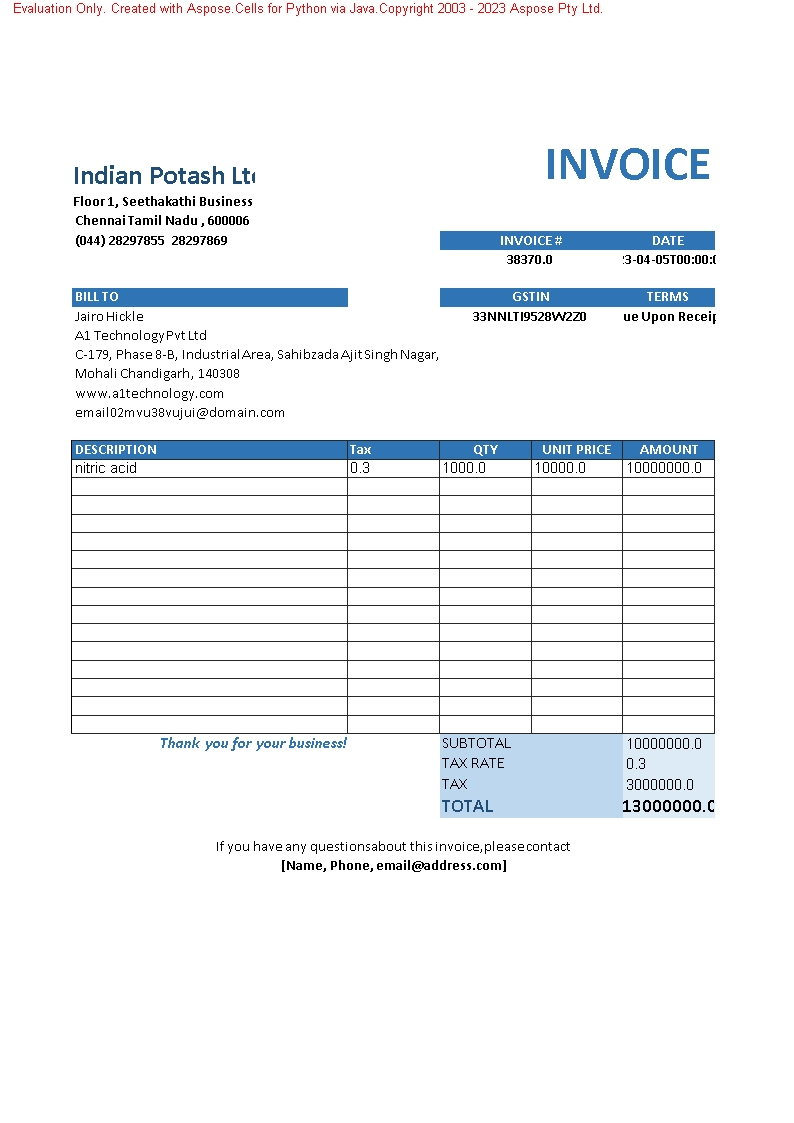 Evaluation Only. Created with Aspose.Cells for Python via Java.Copyright 2003 - 2023 Aspose Pty Ltd.
INVOICE
Indian Potash Ltd
Floor 1, Seethakathi Business
Chennai Tamil Nadu , 600006
(044) 28297855 28297869
INVOICE # DATE
38370.0 3-04-05T00:00:0
BILL TO GSTIN TERMS
Jairo Hickle 33NNLTI9528W2Z0 ue Upon Receip
A1 Technology Pvt Ltd
C-179, Phase 8-B, Industrial Area, Sahibzada Ajit Singh Nagar,
Mohali Chandigarh, 140308
www.a1technology.com
email02mvu38vujui@domain.com
DESCRIPTION Tax QTY UNIT PRICE AMOUNT
nitric acid 0.3 1000.0 10000.0 10000000.0
Thank you for your business! SUBTOTAL 10000000.0
TAX RATE 0.3
TAX 3000000.0
TOTAL 13000000.0
If you have any questions about this invoice, please contact
[Name, Phone, email@address.com]